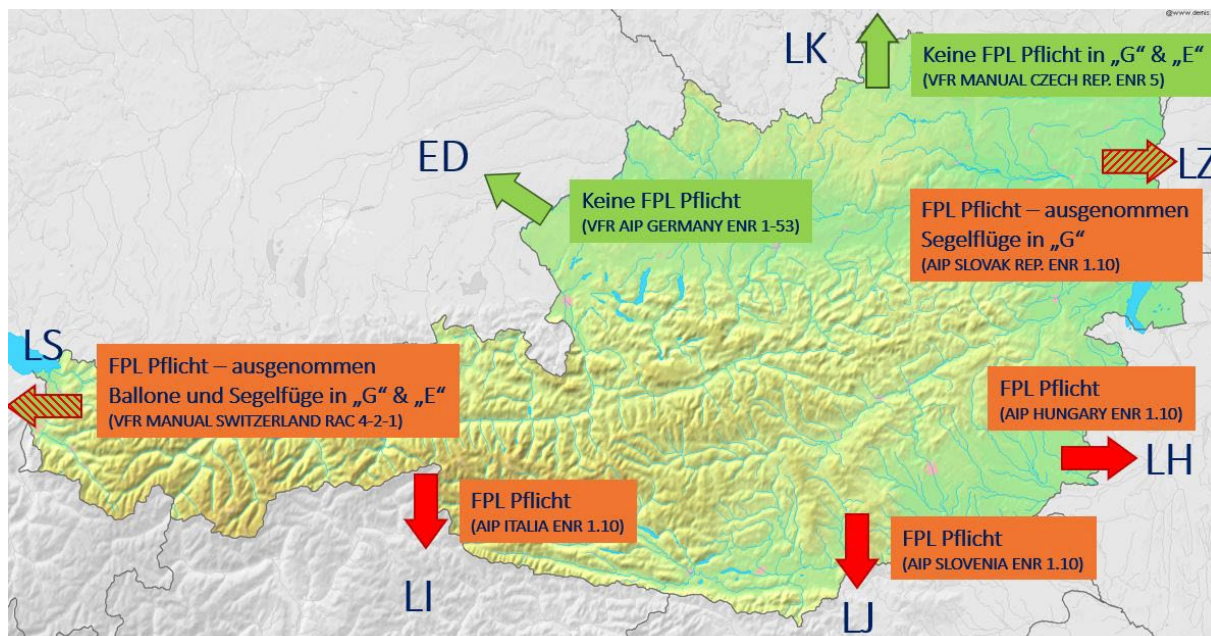 @www.demis.
LK
Keine FPL Pflicht in „G“ & „E“
(VFR MANUAL CZECH REP. ENR 5)
ED
Keine FPL Pflicht
(VFR AIP GERMANY ENR 1-53)
LZ
FPL Pflicht – ausgenommen
Segelflüge in „G“
(AIP SLOVAK REP. ENR 1.10)
LS
FPL Pflicht – ausgenommen
Ballone und Segelfüge in „G“ & „E“
(VFR MANUAL SWITZERLAND RAC 4-2-1)
FPL Pflicht
(AIP HUNGARY ENR 1.10)
LH
FPL Pflicht
(AIP ITALIA ENR 1.10)
LI
FPL Pflicht
(AIP SLOVENIA ENR 1.10)
LJ